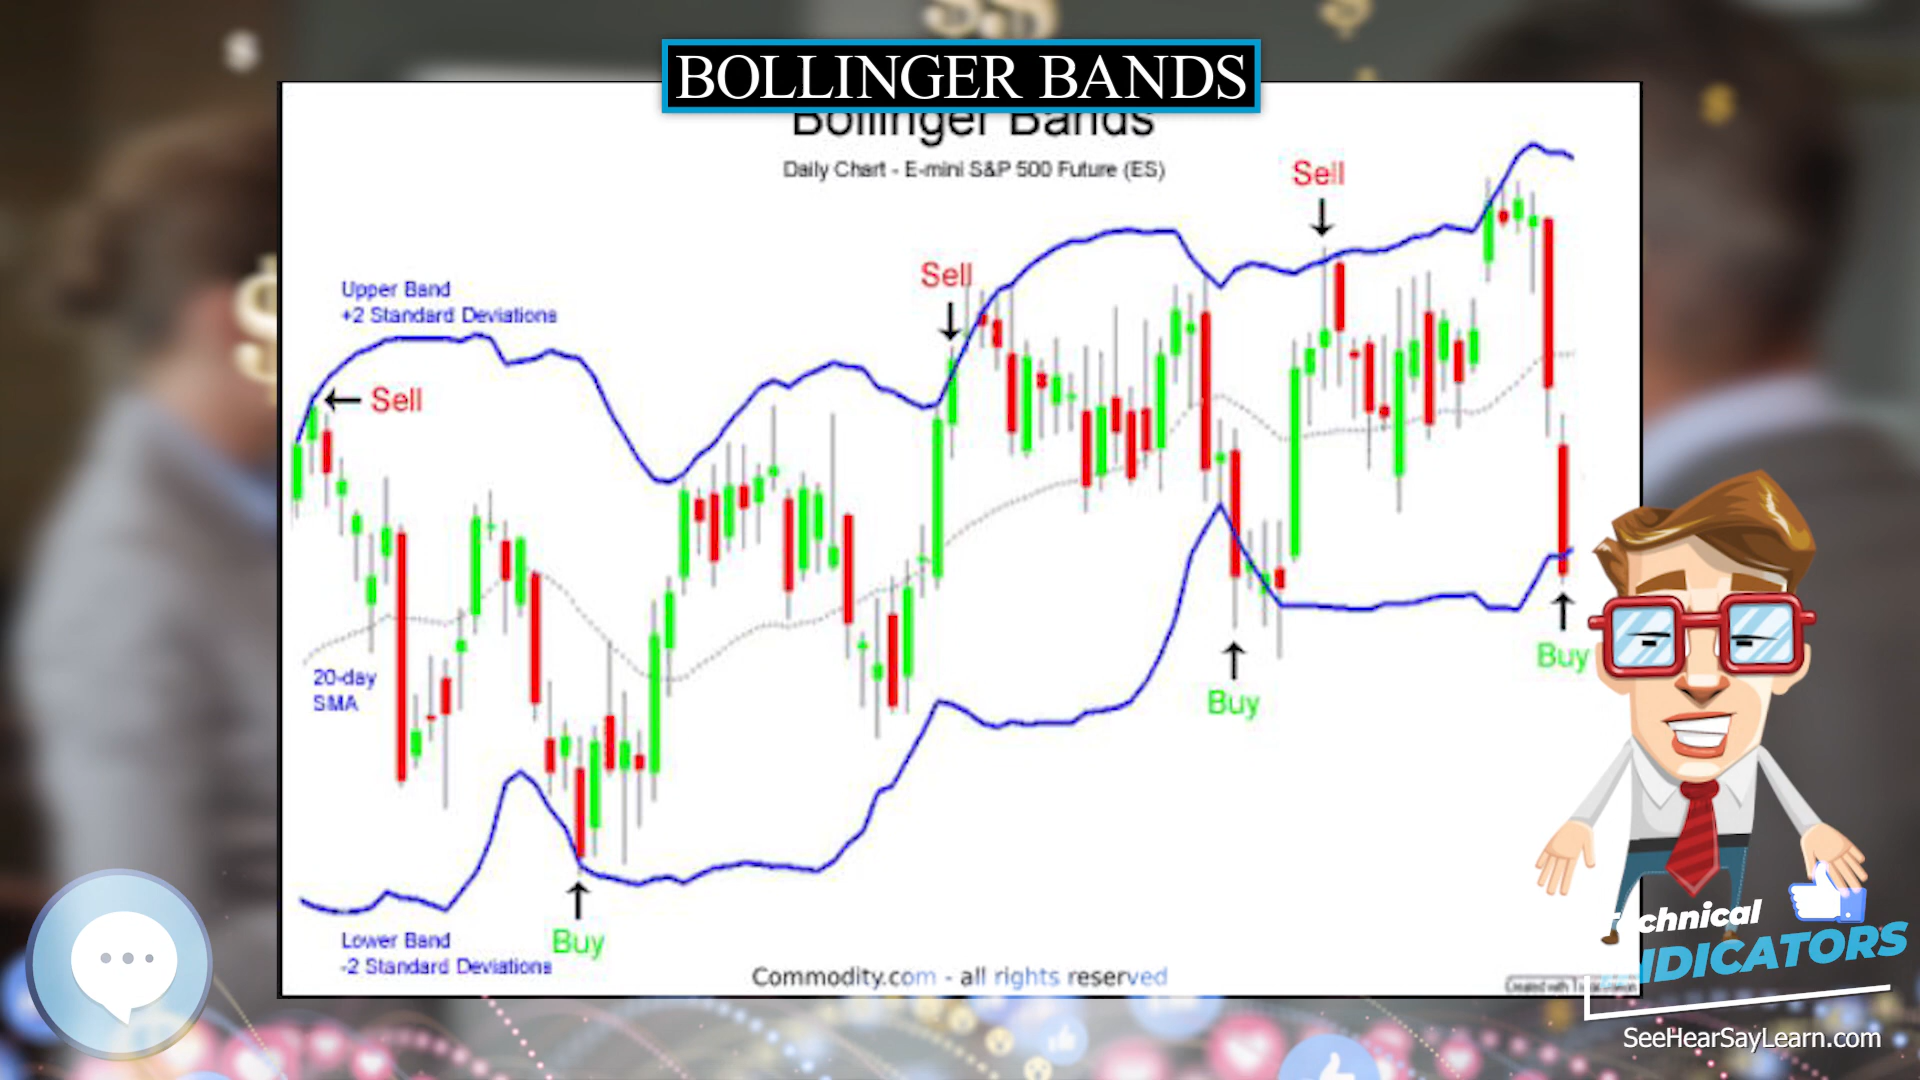 BOLLINGER BANDS
Bollinger Bands
Daily Chart - E-mini S&P 500 Future (ES)
Sell
Sell
Upper Band
+2 Standard Deviations
Sell
20-day
SMA
Buy
Buy
Buy
Lower Band
-2 Standard Deviations
Commodity.com - all rights reserved
Created with
Technical
INDICATORS
SeeHearSayLearn.com